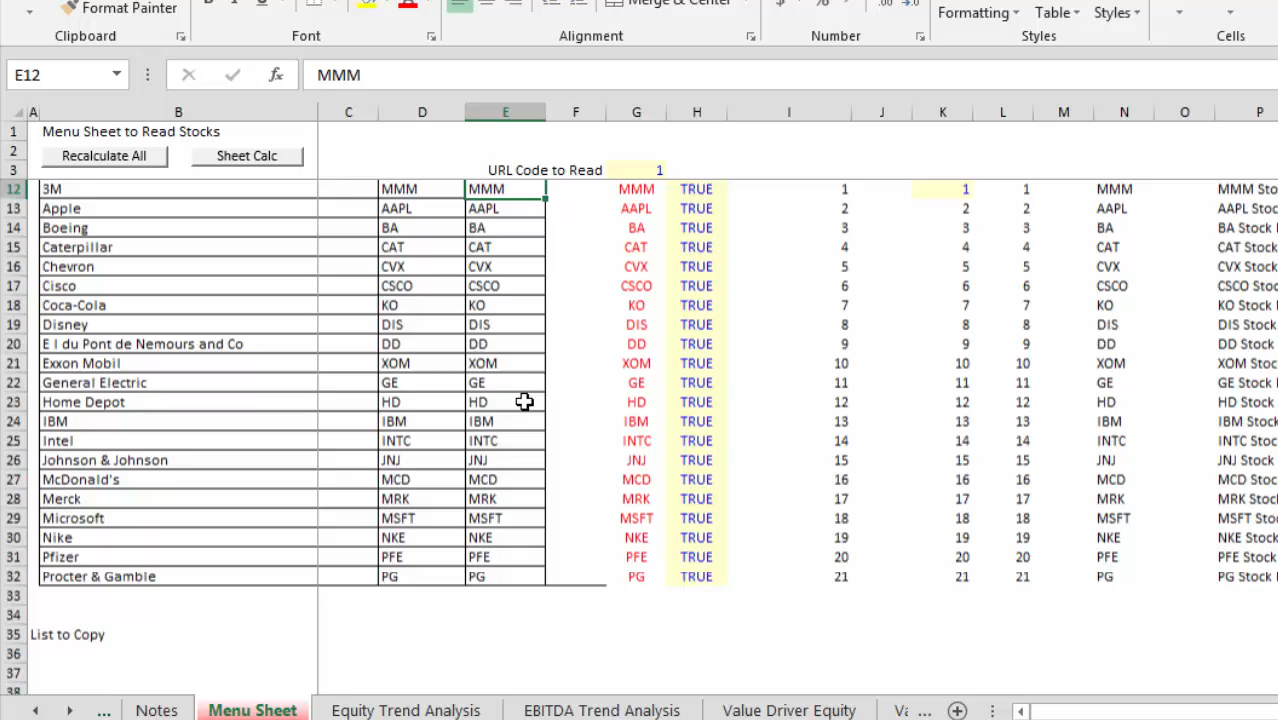 Format Painter
Merge & Center
$ %
Formatting Table Styles
Clipboard Font Alignment Number Styles Cells
E12 fx MMM
A B C D E F G H I J K L M N O P
1 Menu Sheet to Read Stocks
2 Recalculate All Sheet Calc
3 URL Code to Read 1
12 3M MMM MMM MMM TRUE 1 1 1 MMM MMM Sto
13 Apple AAPL AAPL AAPL TRUE 2 2 2 AAPL AAPL Sto
14 Boeing BA BA BA TRUE 3 3 3 BA BA Stock
15 Caterpillar CAT CAT CAT TRUE 4 4 4 CAT CAT Stock
16 Chevron CVX CVX CVX TRUE 5 5 5 CVX CVX Stock
17 Cisco CSCO CSCO CSCO TRUE 6 6 6 CSCO CSCO Sto
18 Coca-Cola KO KO KO TRUE 7 7 7 KO KO Stock
19 Disney DIS DIS DIS TRUE 8 8 8 DIS DIS Stock
20 E I du Pont de Nemours and Co DD DD DD TRUE 9 9 9 DD DD Stock
21 Exxon Mobil XOM XOM XOM TRUE 10 10 10 XOM XOM Stoc
22 General Electric GE GE GE TRUE 11 11 11 GE GE Stock
23 Home Depot HD HD HD TRUE 12 12 12 HD HD Stock
24 IBM IBM IBM IBM TRUE 13 13 13 IBM IBM Stock
25 Intel INTC INTC INTC TRUE 14 14 14 INTC INTC Stoc
26 Johnson & Johnson JNJ JNJ JNJ TRUE 15 15 15 JNJ JNJ Stock
27 McDonald's MCD MCD MCD TRUE 16 16 16 MCD MCD Stoc
28 Merck MRK MRK MRK TRUE 17 17 17 MRK MRK Stoc
29 Microsoft MSFT MSFT MSFT TRUE 18 18 18 MSFT MSFT Stoc
30 Nike NKE NKE NKE TRUE 19 19 19 NKE NKE Stock
31 Pfizer PFE PFE PFE TRUE 20 20 20 PFE PFE Stock
32 Procter & Gamble PG PG PG TRUE 21 21 21 PG PG Stock
33
34
35 List to Copy
36
37
38
... Notes Menu Sheet Equity Trend Analysis EBITDA Trend Analysis Value Driver Equity Va ...